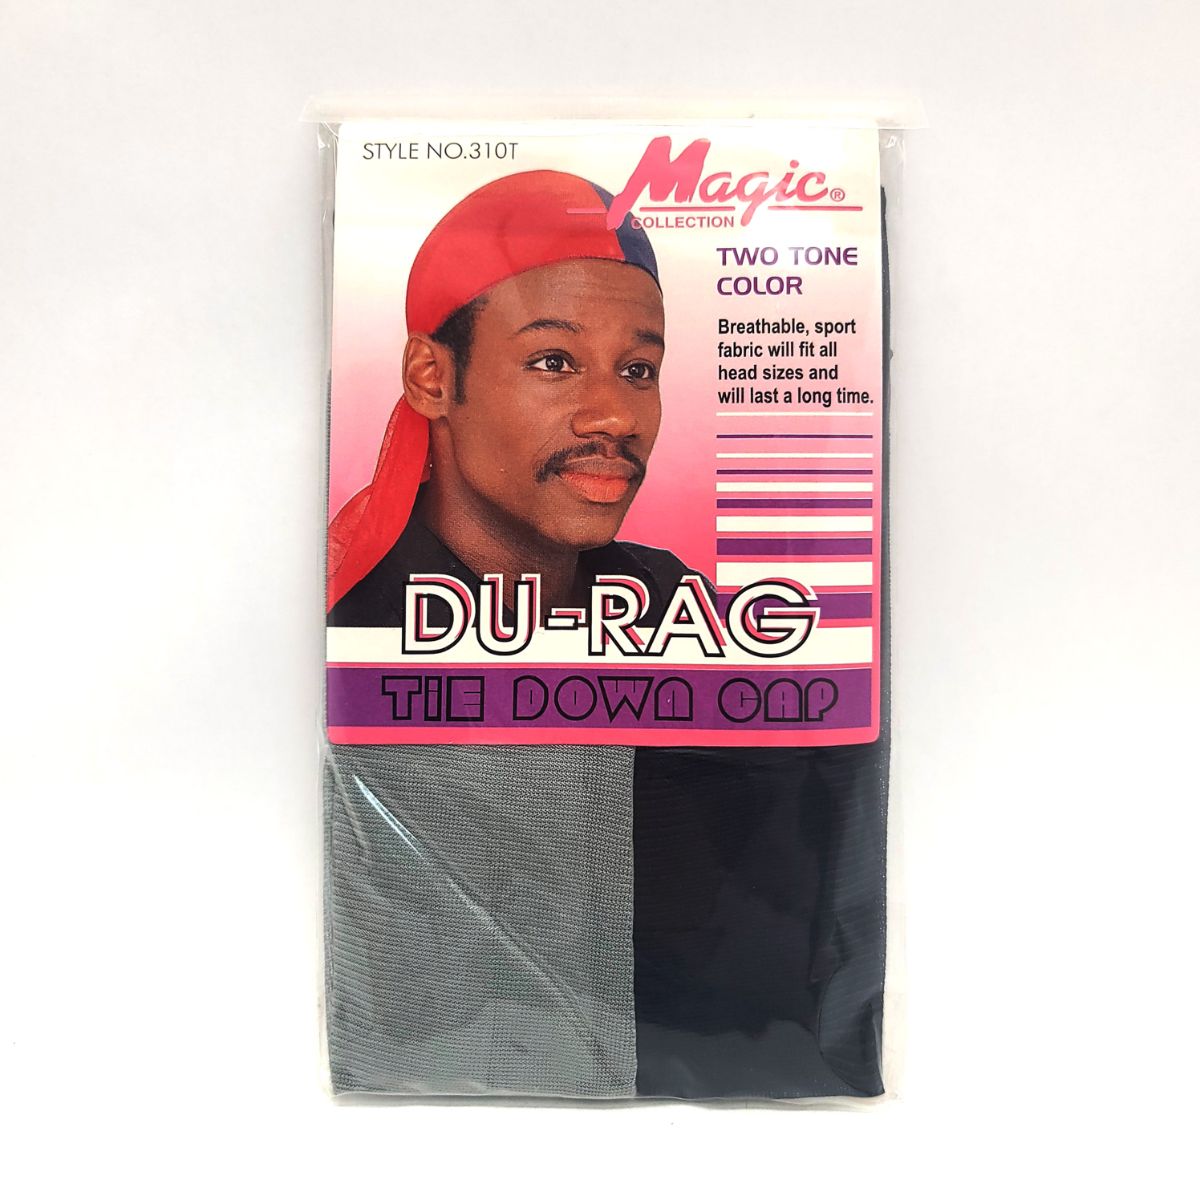 STYLE NO.310T
Magic®
COLLECTION
TWO TONE
COLOR
Breathable, sport
fabric will fit all
head sizes and
will last a long time.
DU-RAG
TiE DOWN CAP